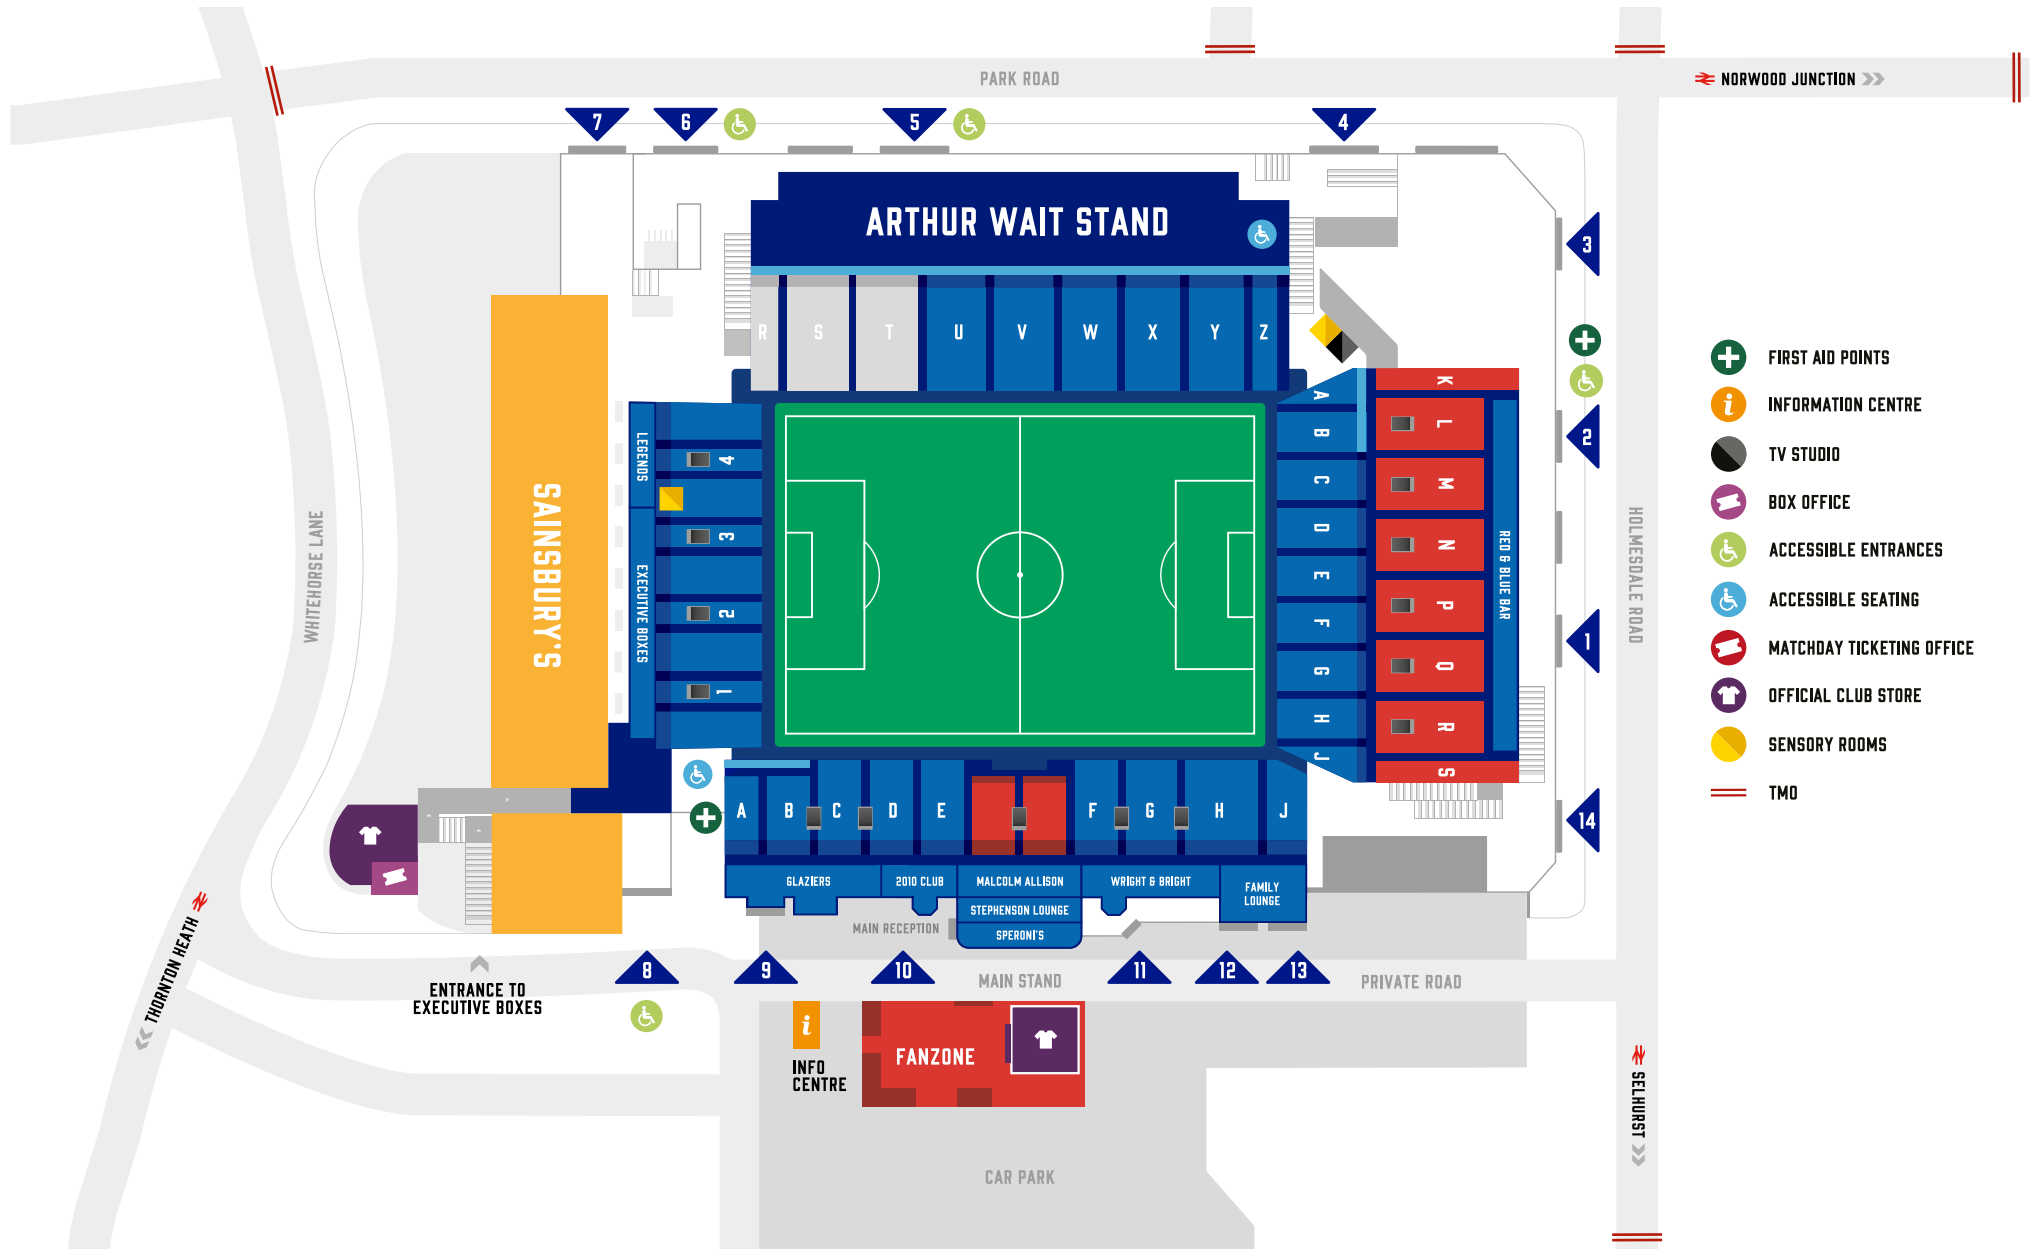 PARK ROAD
NORWOOD JUNCTION
7
6
5
4
ARTHUR WAIT STAND
3
R
S
T
U
V
W
X
Y
Z
2
1
14
K
L
M
N
P
Q
R
S
RED & BLUE BAR
A
B
C
D
E
F
G
H
J
LEGENDS
EXECUTIVE BOXES
4
3
2
1
SAINSBURY'S
WHITEHORSE LANE
HOLMESDALE ROAD
A
B
C
D
E
F
G
H
J
GLAZIERS
2010 CLUB
MALCOLM ALLISON
WRIGHT & BRIGHT
FAMILY
LOUNGE
STEPHENSON LOUNGE
SPERONI'S
MAIN RECEPTION
8
9
10
11
12
13
MAIN STAND
PRIVATE ROAD
ENTRANCE TO
EXECUTIVE BOXES
THORNTON HEATH
i
INFO
CENTRE
FANZONE
CAR PARK
SELHURST
FIRST AID POINTS
i
INFORMATION CENTRE
TV STUDIO
BOX OFFICE
ACCESSIBLE ENTRANCES
ACCESSIBLE SEATING
MATCHDAY TICKETING OFFICE
OFFICIAL CLUB STORE
SENSORY ROOMS
TMO